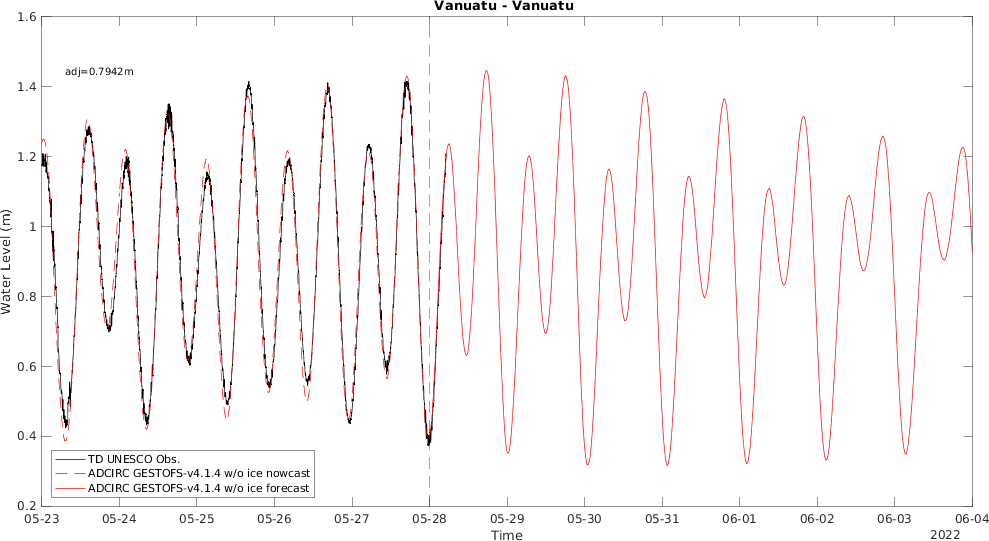 Vanuatu - Vanuatu
adj=0.7942m
Water Level (m)
1.6
1.4
1.2
1
0.8
0.6
0.4
0.2
TD UNESCO Obs.
ADCIRC GESTOFS-v4.1.4 w/o ice nowcast
ADCIRC GESTOFS-v4.1.4 w/o ice forecast
05-23 05-24 05-25 05-26 05-27 05-28 05-29 05-30 05-31 06-01 06-02 06-03 06-04
Time
2022